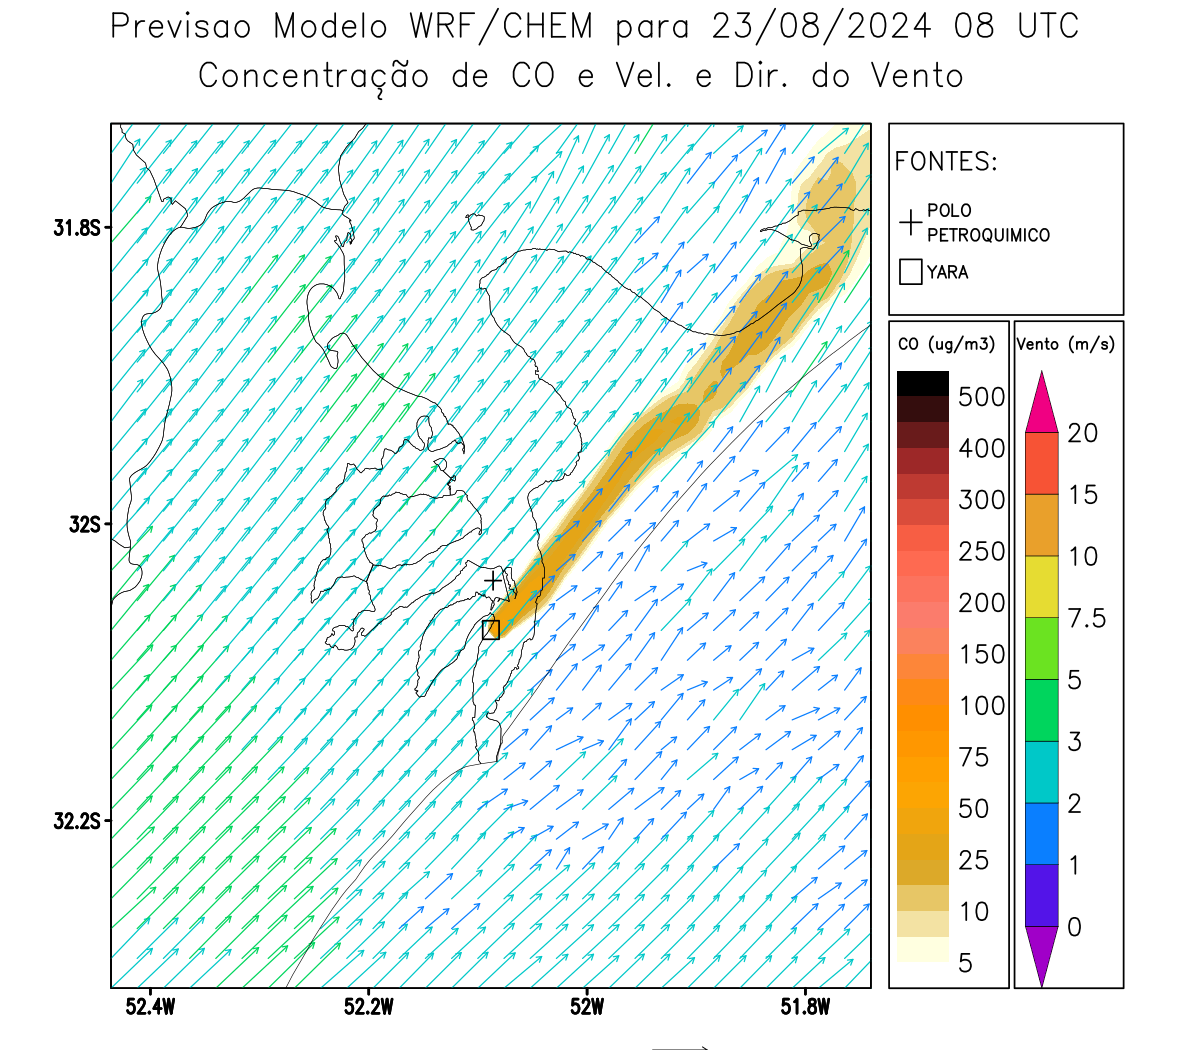 Previsao Modelo WRF/CHEM para 23/08/2024 08 UTC
Concentração de CO e Vel. e Dir. do Vento
FONTES:
POLO
PETROQUIMICO
YARA
CO (ug/m3)
500
400
300
250
200
150
100
75
50
25
10
5
Vento (m/s)
20
15
10
7.5
5
3
2
1
0
31.8S
32S
32.2S
52.4W
52.2W
52W
51.8W